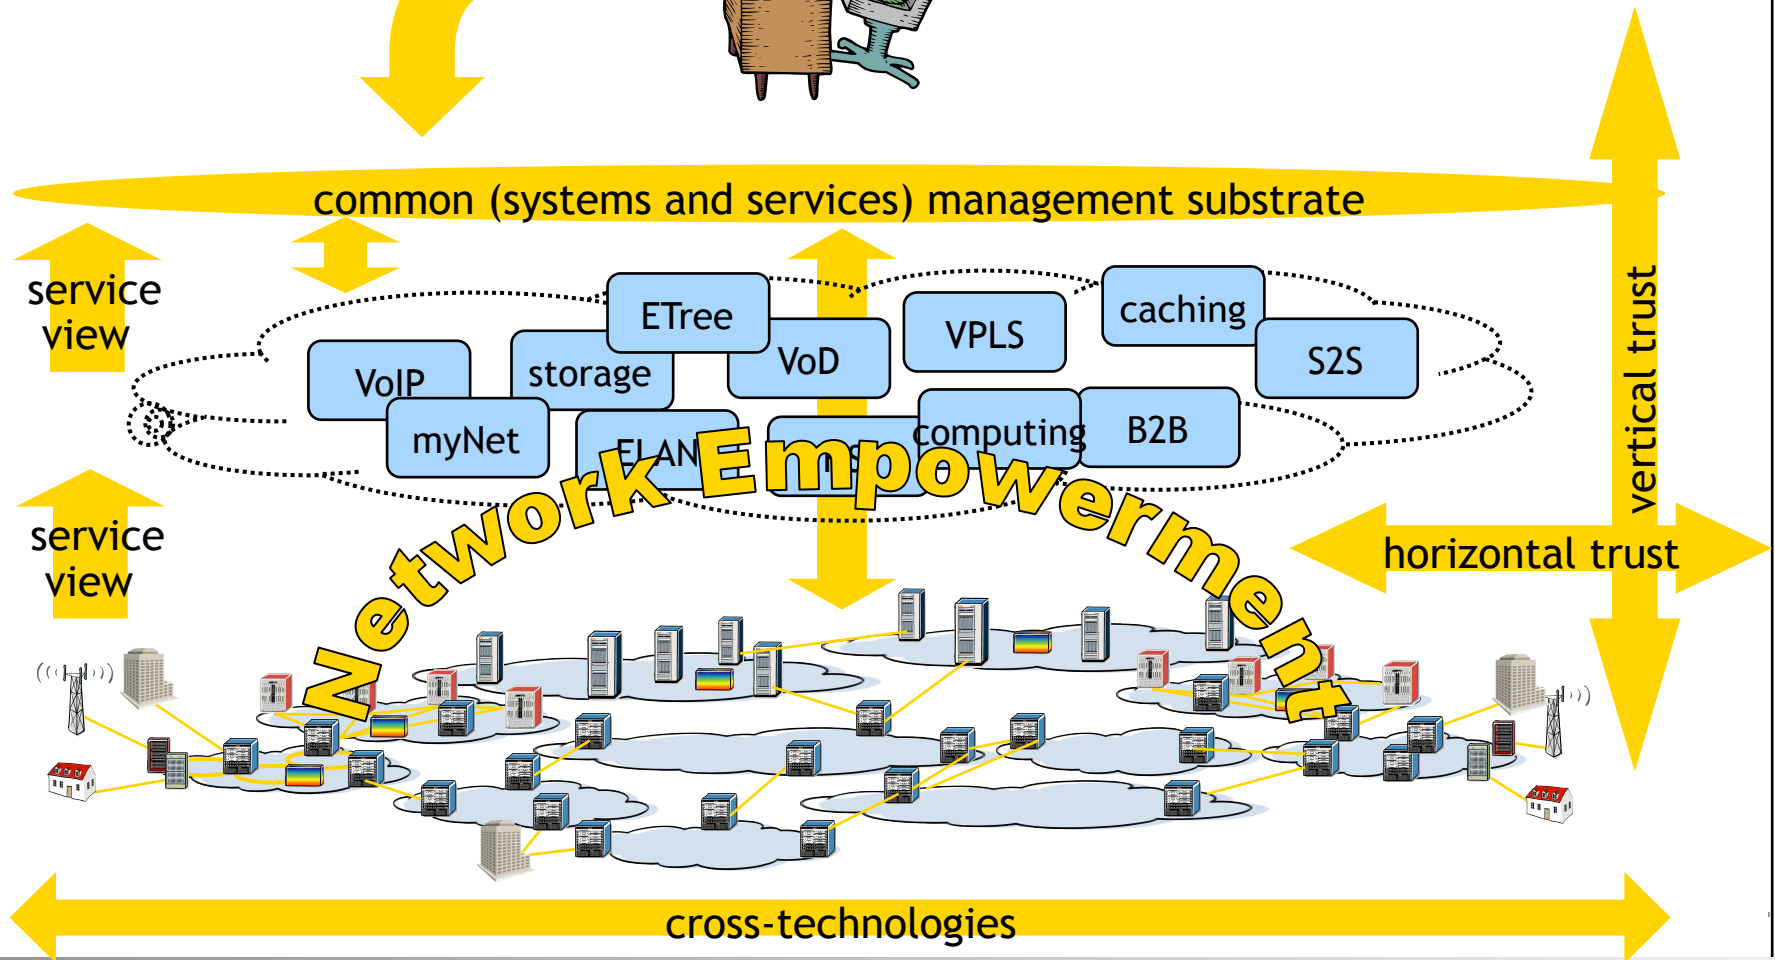 common (systems and services) management substrate
service
view
ETree
caching
VPLS
VoD
S2S
storage
VoIP
myNet
ELAN
computing
B2B
vertical trust
Network Empowerment
service
view
horizontal trust
cross-technologies